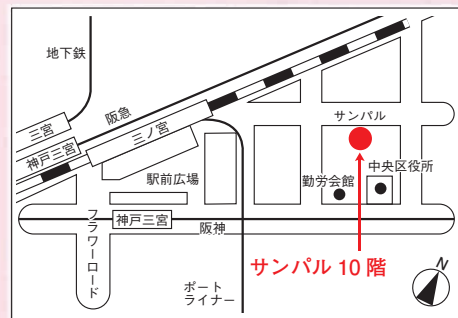 地下鉄
阪急
サンパル
三宮
三ノ宮
神戸三宮
中央区役所
駅前広場
勤労会館
神戸三宮
阪神
フラワーロード
サンパル 10 階
ポート
ライナー
N